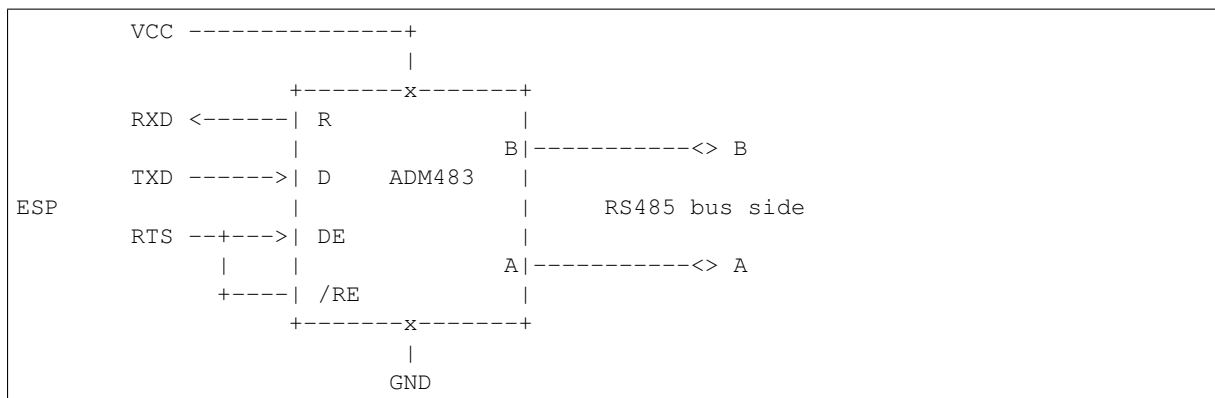 VCC ---------------+
|
+-------x-------+
RXD <------| R |
| B|-----------<> B
TXD ------>| D ADM483 |
ESP | | RS485 bus side
RTS --+--->| DE |
| | A|-----------<> A
+----| /RE |
+-------x-------+
|
GND